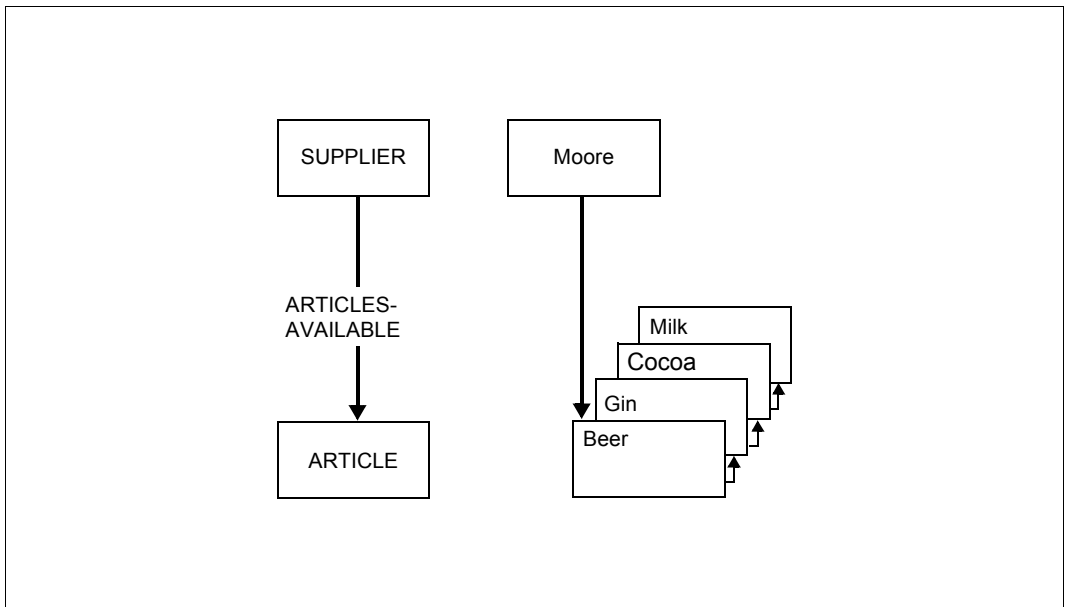 SUPPLIER
Moore
ARTICLES-
AVAILABLE
Milk
Cocoa
Gin
Beer
ARTICLE